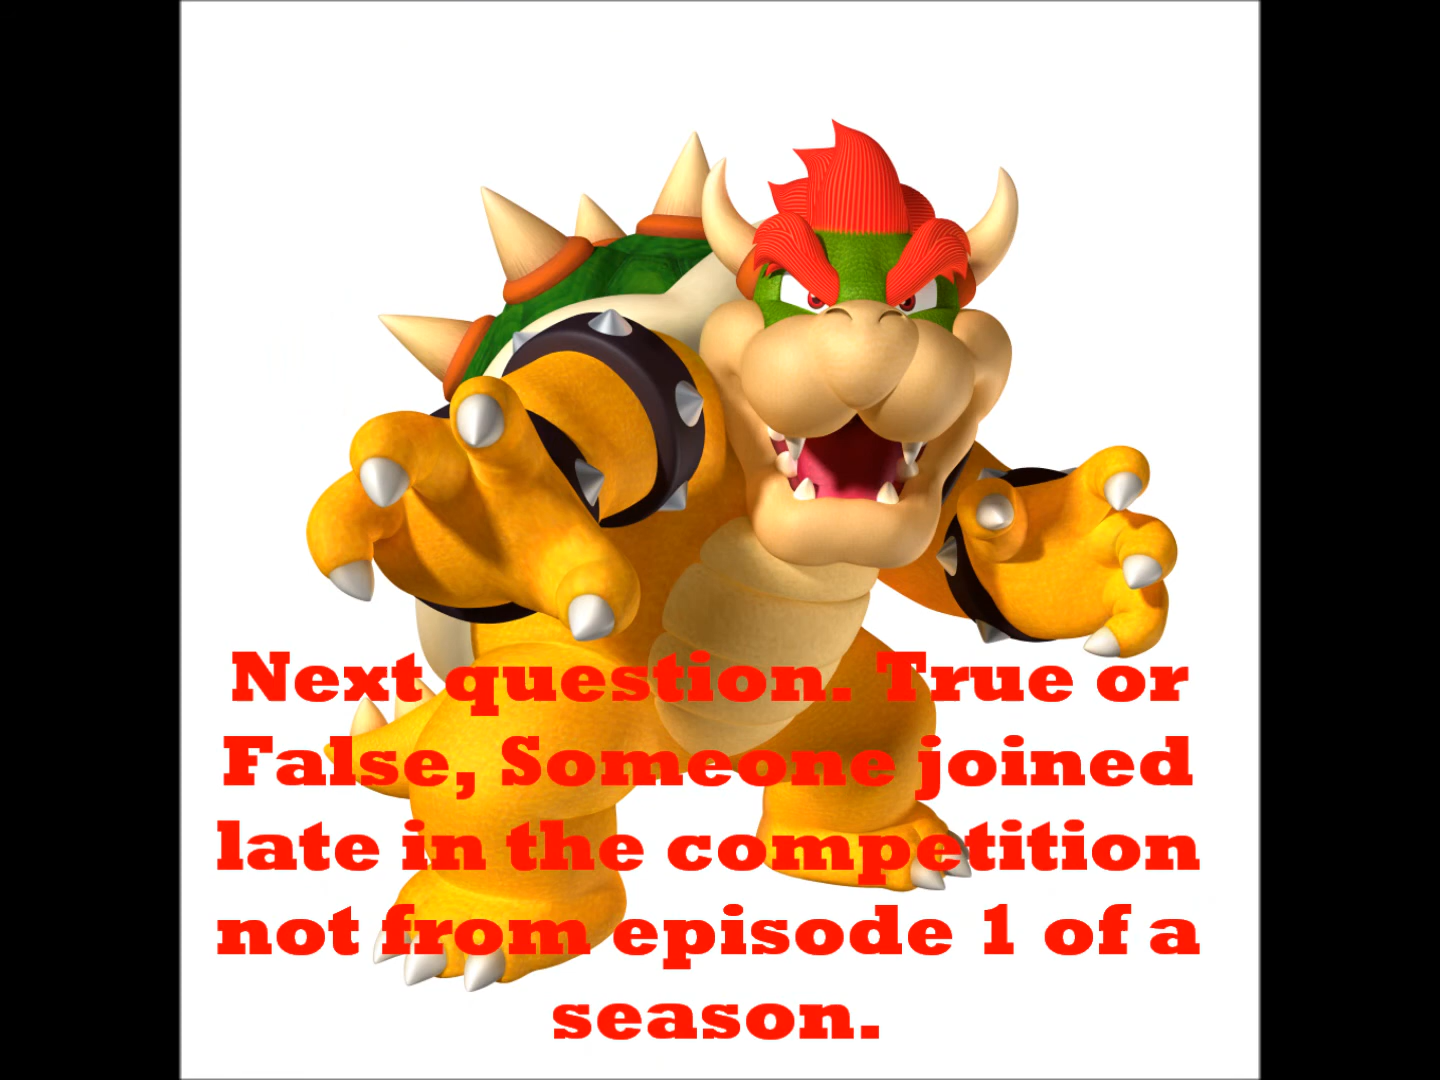 Next question. True or
False, Someone joined
late in the competition
not from episode 1 of a
season.